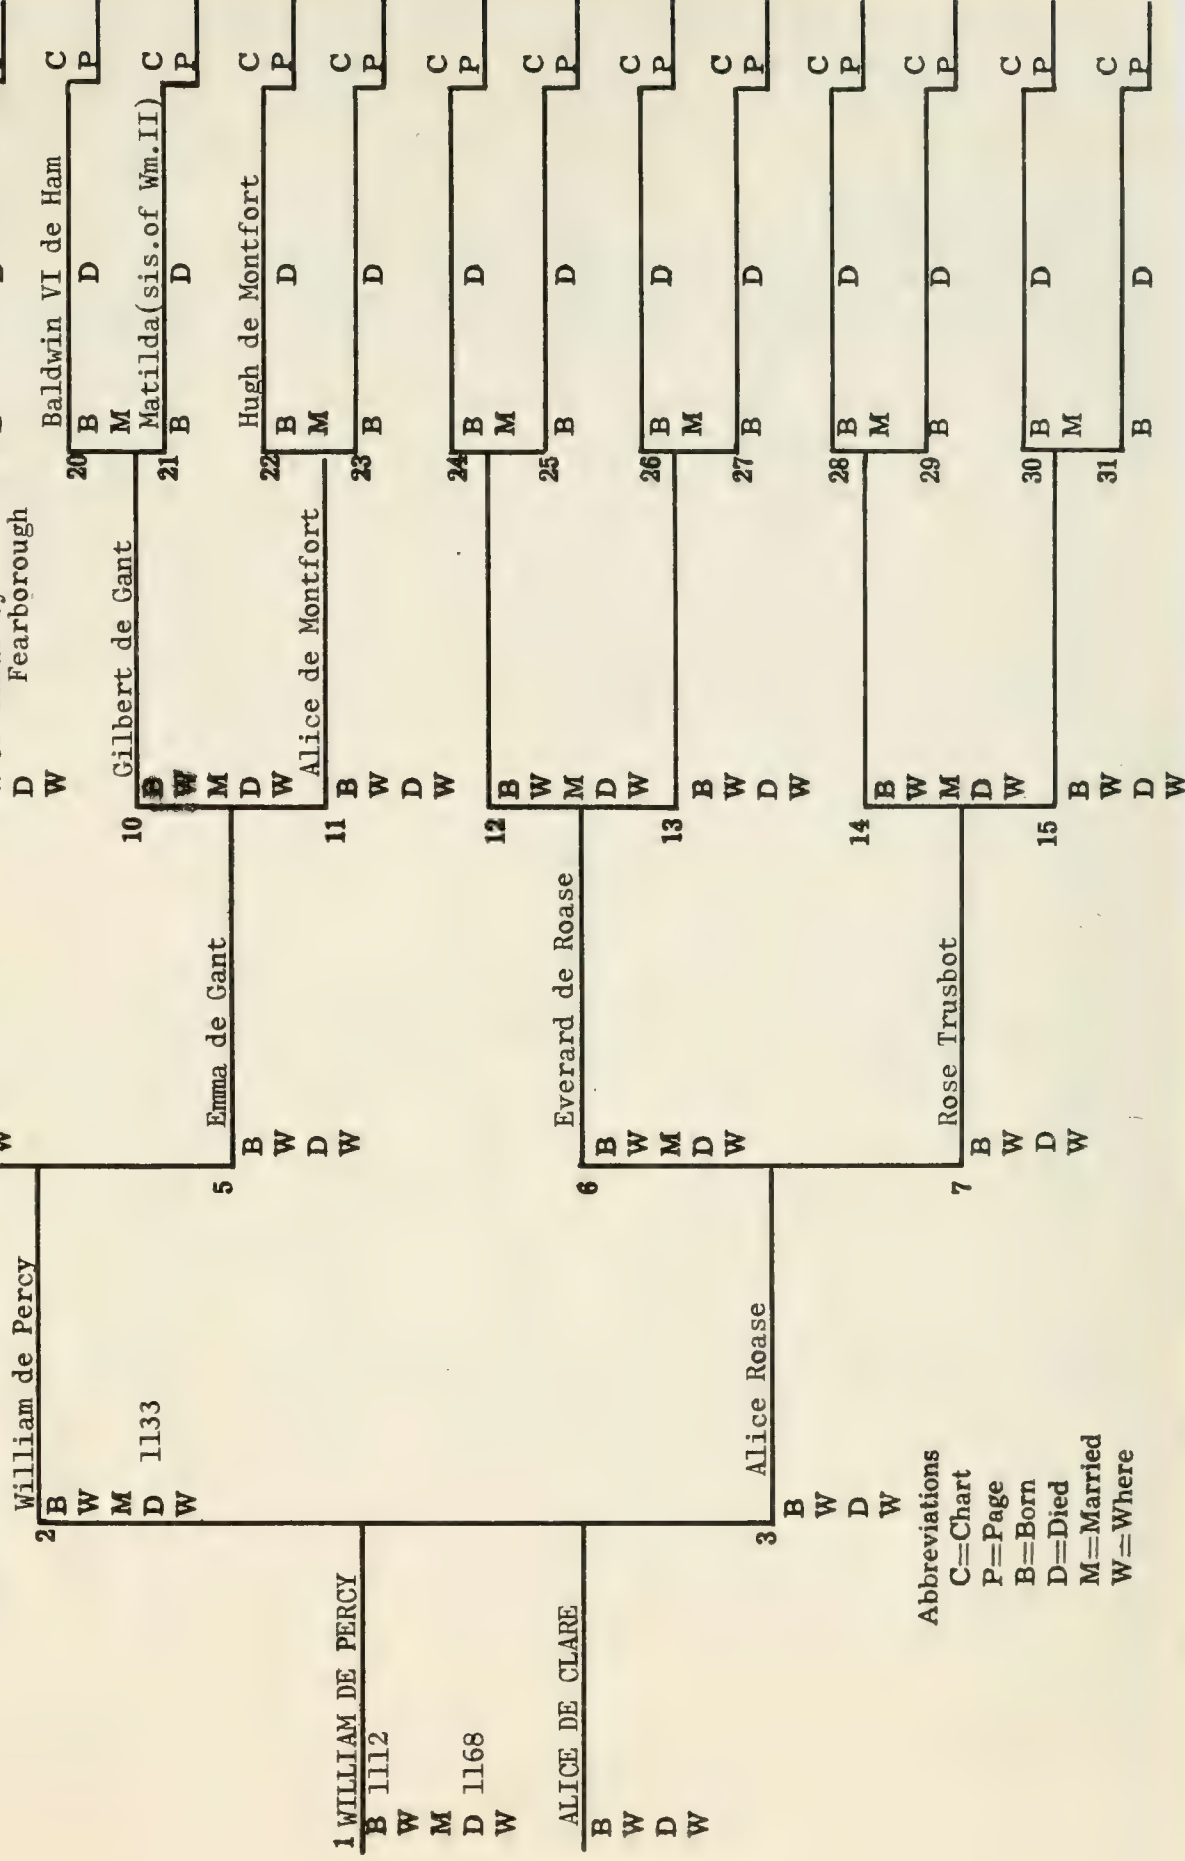 1 WILLIAM DE PERCY
B 1112
W
M
D 1168
W
ALICE DE CLARE
B
W
D
W
Abbreviations
C=Chart
P=Page
B=Born
D=Died
M=Married
W=Where
William de Percy
2
B
W
M
D 1133
W
Alice Roase
3
B
W
D
W
W
Emma de Gant
5
B
W
D
W
Everard de Roase
6
B
W
M
D
W
Rose Trusbot
7
B
W
D
W
Fearborough
D
W
Gilbert de Gant
10
B
W
M
D
W
Alice de Montfort
11
B
W
D
W
12
B
W
M
D
W
13
B
W
D
W
14
B
W
M
D
W
15
B
W
D
W
Baldwin VI de Ham C
20 B D P
M
Matilda(sis.of Wm.II) C
21 B D P
Hugh de Montfort C
22 B D P
M
C
23 B D P
C
24 B D P
M
C
25 B D P
C
26 B D P
M
C
27 B D P
C
28 B D P
M
C
29 B D P
C
30 B D P
M
C
31 B D P